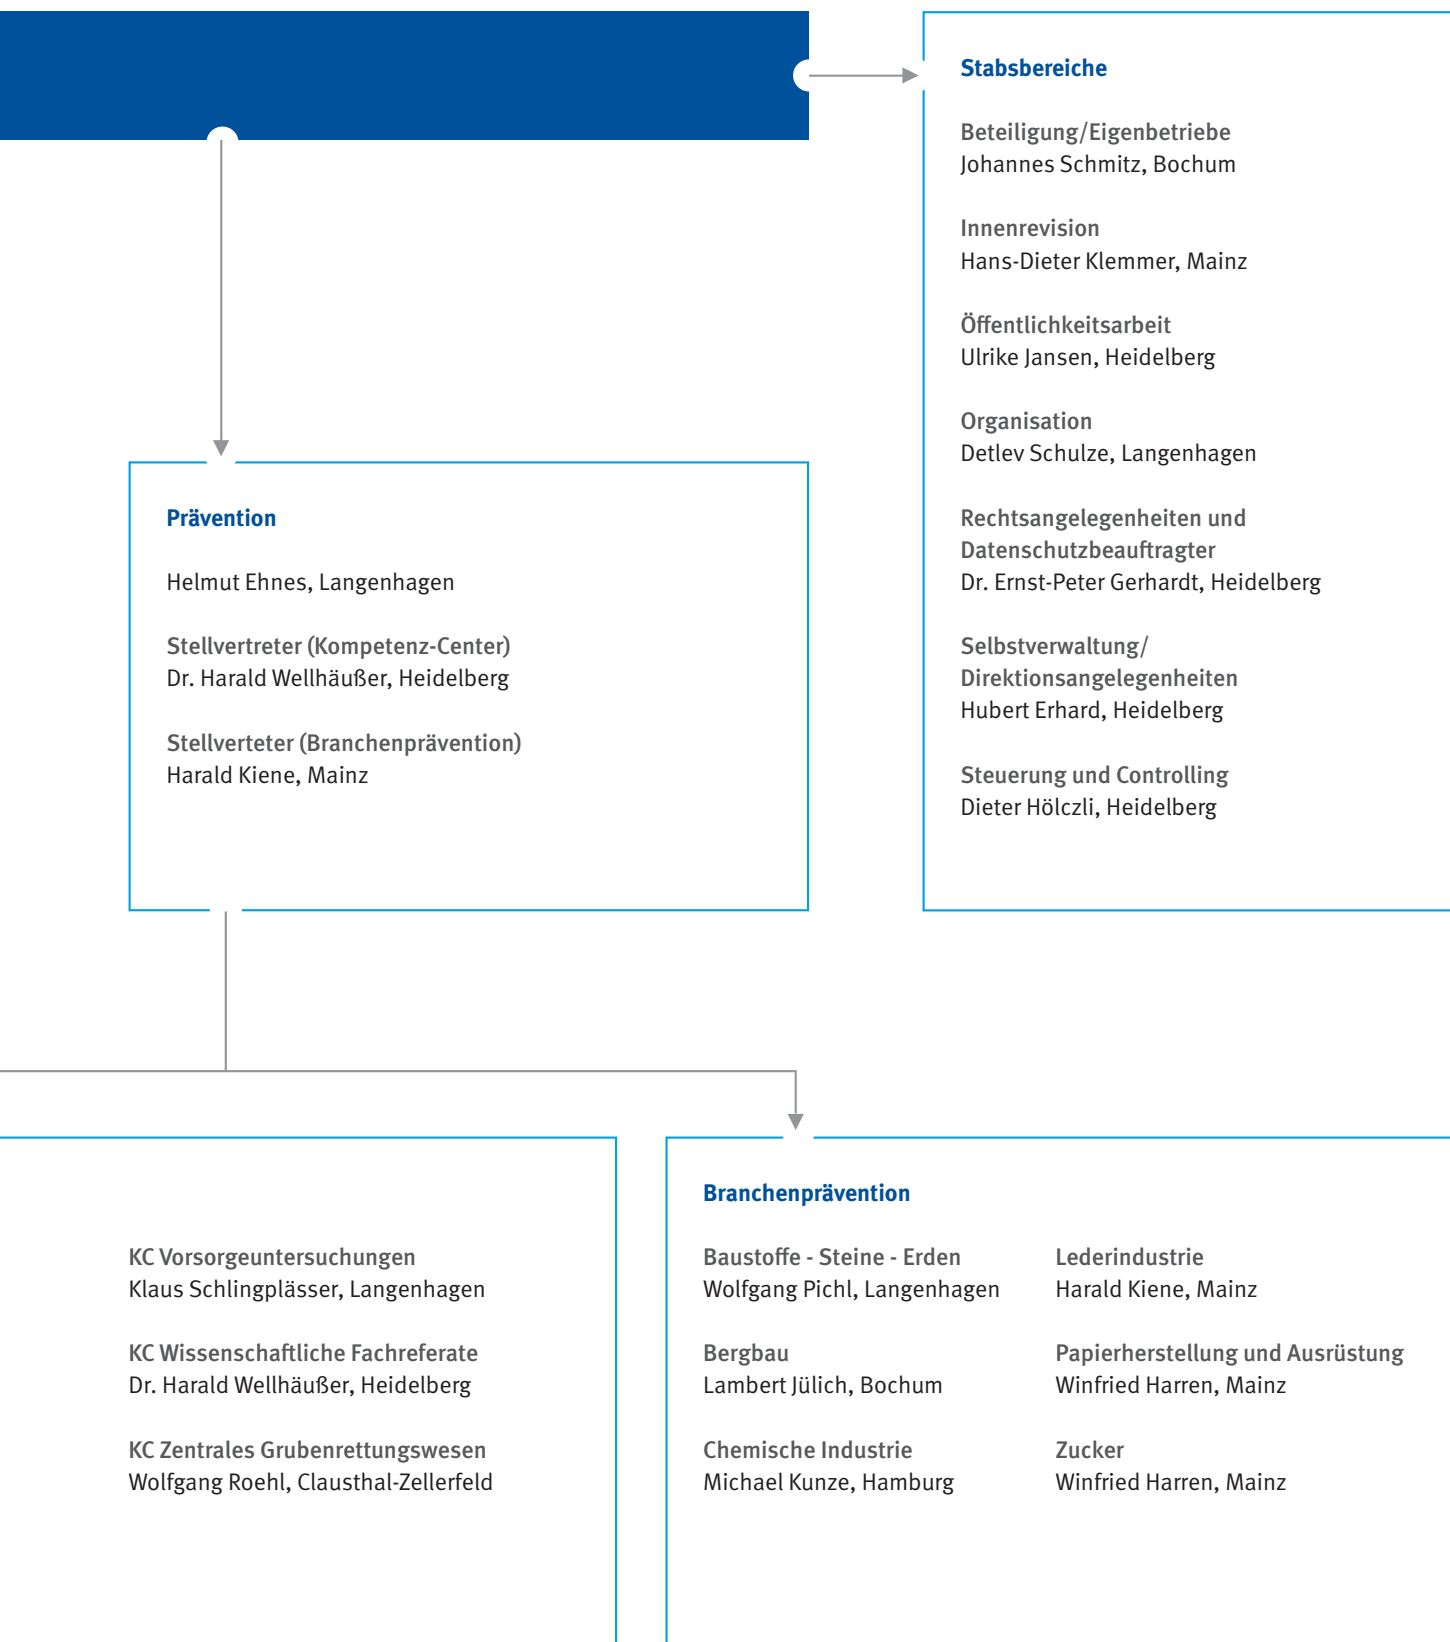 Stabsbereiche
Beteiligung/Eigenbetriebe
Johannes Schmitz, Bochum
Innenrevision
Hans-Dieter Klemmer, Mainz
Öffentlichkeitsarbeit
Ulrike Jansen, Heidelberg
Organisation
Detlev Schulze, Langenhagen
Rechtsangelegenheiten und
Datenschutzbeauftragter
Dr. Ernst-Peter Gerhardt, Heidelberg
Selbstverwaltung/
Direktionsangelegenheiten
Hubert Erhard, Heidelberg
Steuerung und Controlling
Dieter Hölczli, Heidelberg
Prävention
Helmut Ehnes, Langenhagen
Stellvertreter (Kompetenz-Center)
Dr. Harald Wellhäußer, Heidelberg
Stellverteter (Branchenprävention)
Harald Kiene, Mainz
KC Vorsorgeuntersuchungen
Klaus Schlingplässer, Langenhagen
KC Wissenschaftliche Fachreferate
Dr. Harald Wellhäußer, Heidelberg
KC Zentrales Grubenrettungswesen
Wolfgang Roehl, Clausthal-Zellerfeld
Branchenprävention
Baustoffe - Steine - Erden
Wolfgang Pichl, Langenhagen
Bergbau
Lambert Jülich, Bochum
Chemische Industrie
Michael Kunze, Hamburg
Lederindustrie
Harald Kiene, Mainz
Papierherstellung und Ausrüstung
Winfried Harren, Mainz
Zucker
Winfried Harren, Mainz